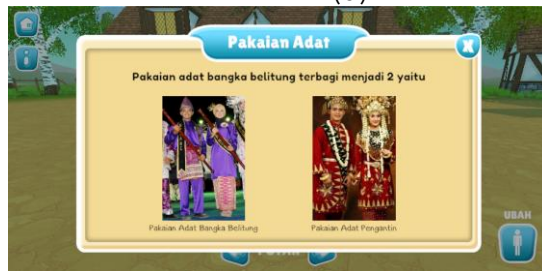 Pakaian Adat
X
i
Pakaian adat bangka belitung terbagi menjadi 2 yaitu
Pakaian Adat Bangka Belitung
Pakaian Adat Pengantin
UBAH